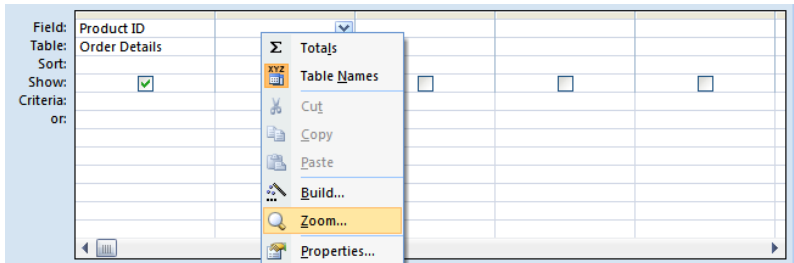 Field: Product ID
Table: Order Details
Sort:
Show:
Criteria:
or:
Σ Totals
XYZ Table Names
Cut
Copy
Paste
Build...
Zoom...
Properties...